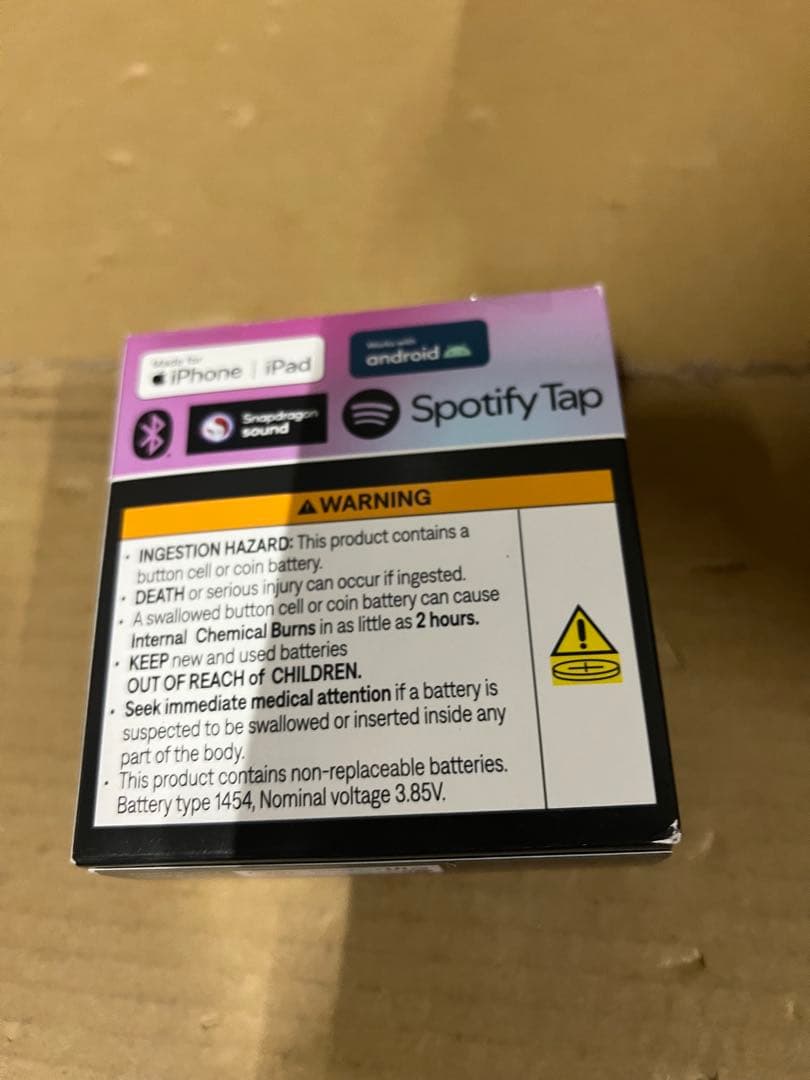 Made for
iPhone | iPad
Works with
android
Snapdragon
sound
Spotify Tap
WARNING
• INGESTION HAZARD: This product contains a
button cell or coin battery.
• DEATH or serious injury can occur if ingested.
• A swallowed button cell or coin battery can cause
Internal Chemical Burns in as little as 2 hours.
• KEEP new and used batteries
OUT OF REACH of CHILDREN.
• Seek immediate medical attention if a battery is
suspected to be swallowed or inserted inside any
part of the body.
• This product contains non-replaceable batteries.
Battery type 1454, Nominal voltage 3.85V.